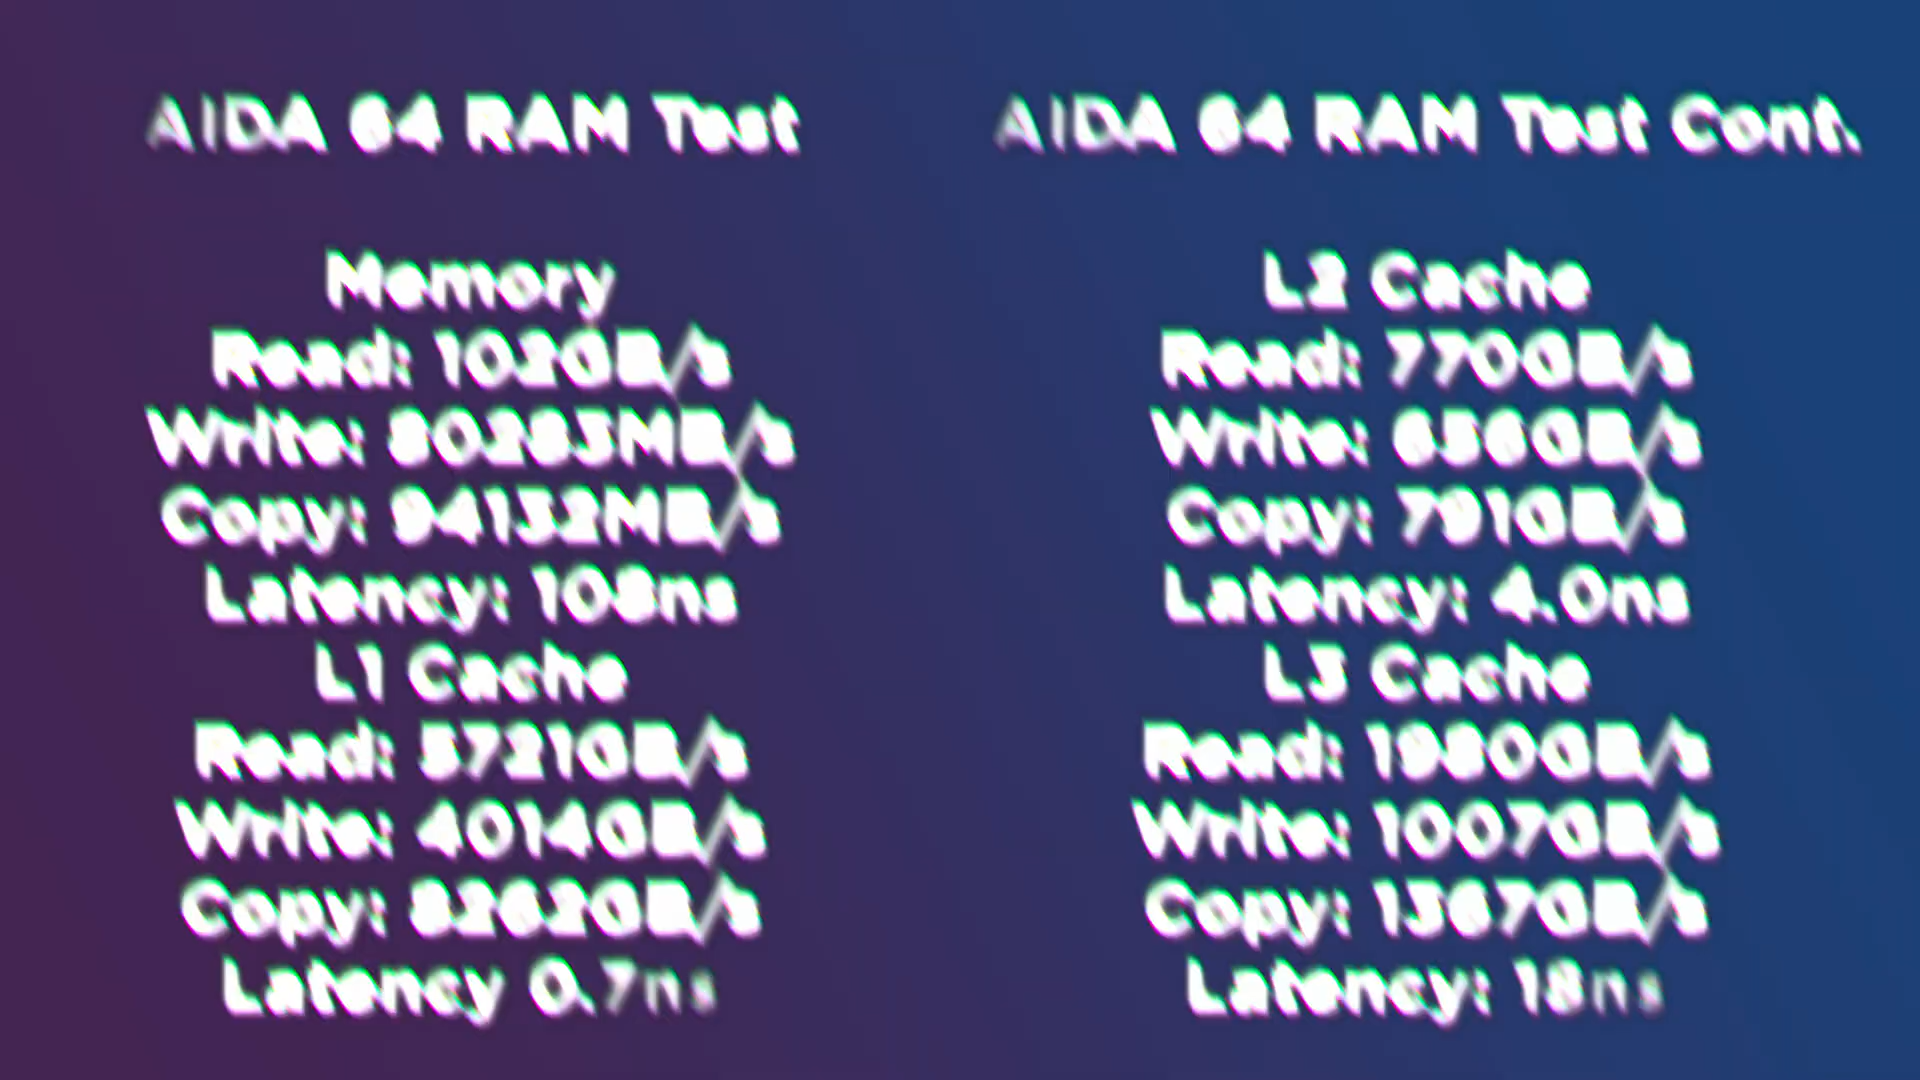 AIDA 64 RAM Test
Memory
Read: 102GB/s
Write: 80283MB/s
Copy: 94132MB/s
Latency: 108ns
L1 Cache
Read: 5721GB/s
Write: 4014GB/s
Copy: 8262GB/s
Latency 0.7ns
AIDA 64 RAM Test Cont.
L2 Cache
Read: 770GB/s
Write: 656GB/s
Copy: 791GB/s
Latency: 4.0ns
L3 Cache
Read: 1980GB/s
Write: 1007GB/s
Copy: 1367GB/s
Latency: 18ns